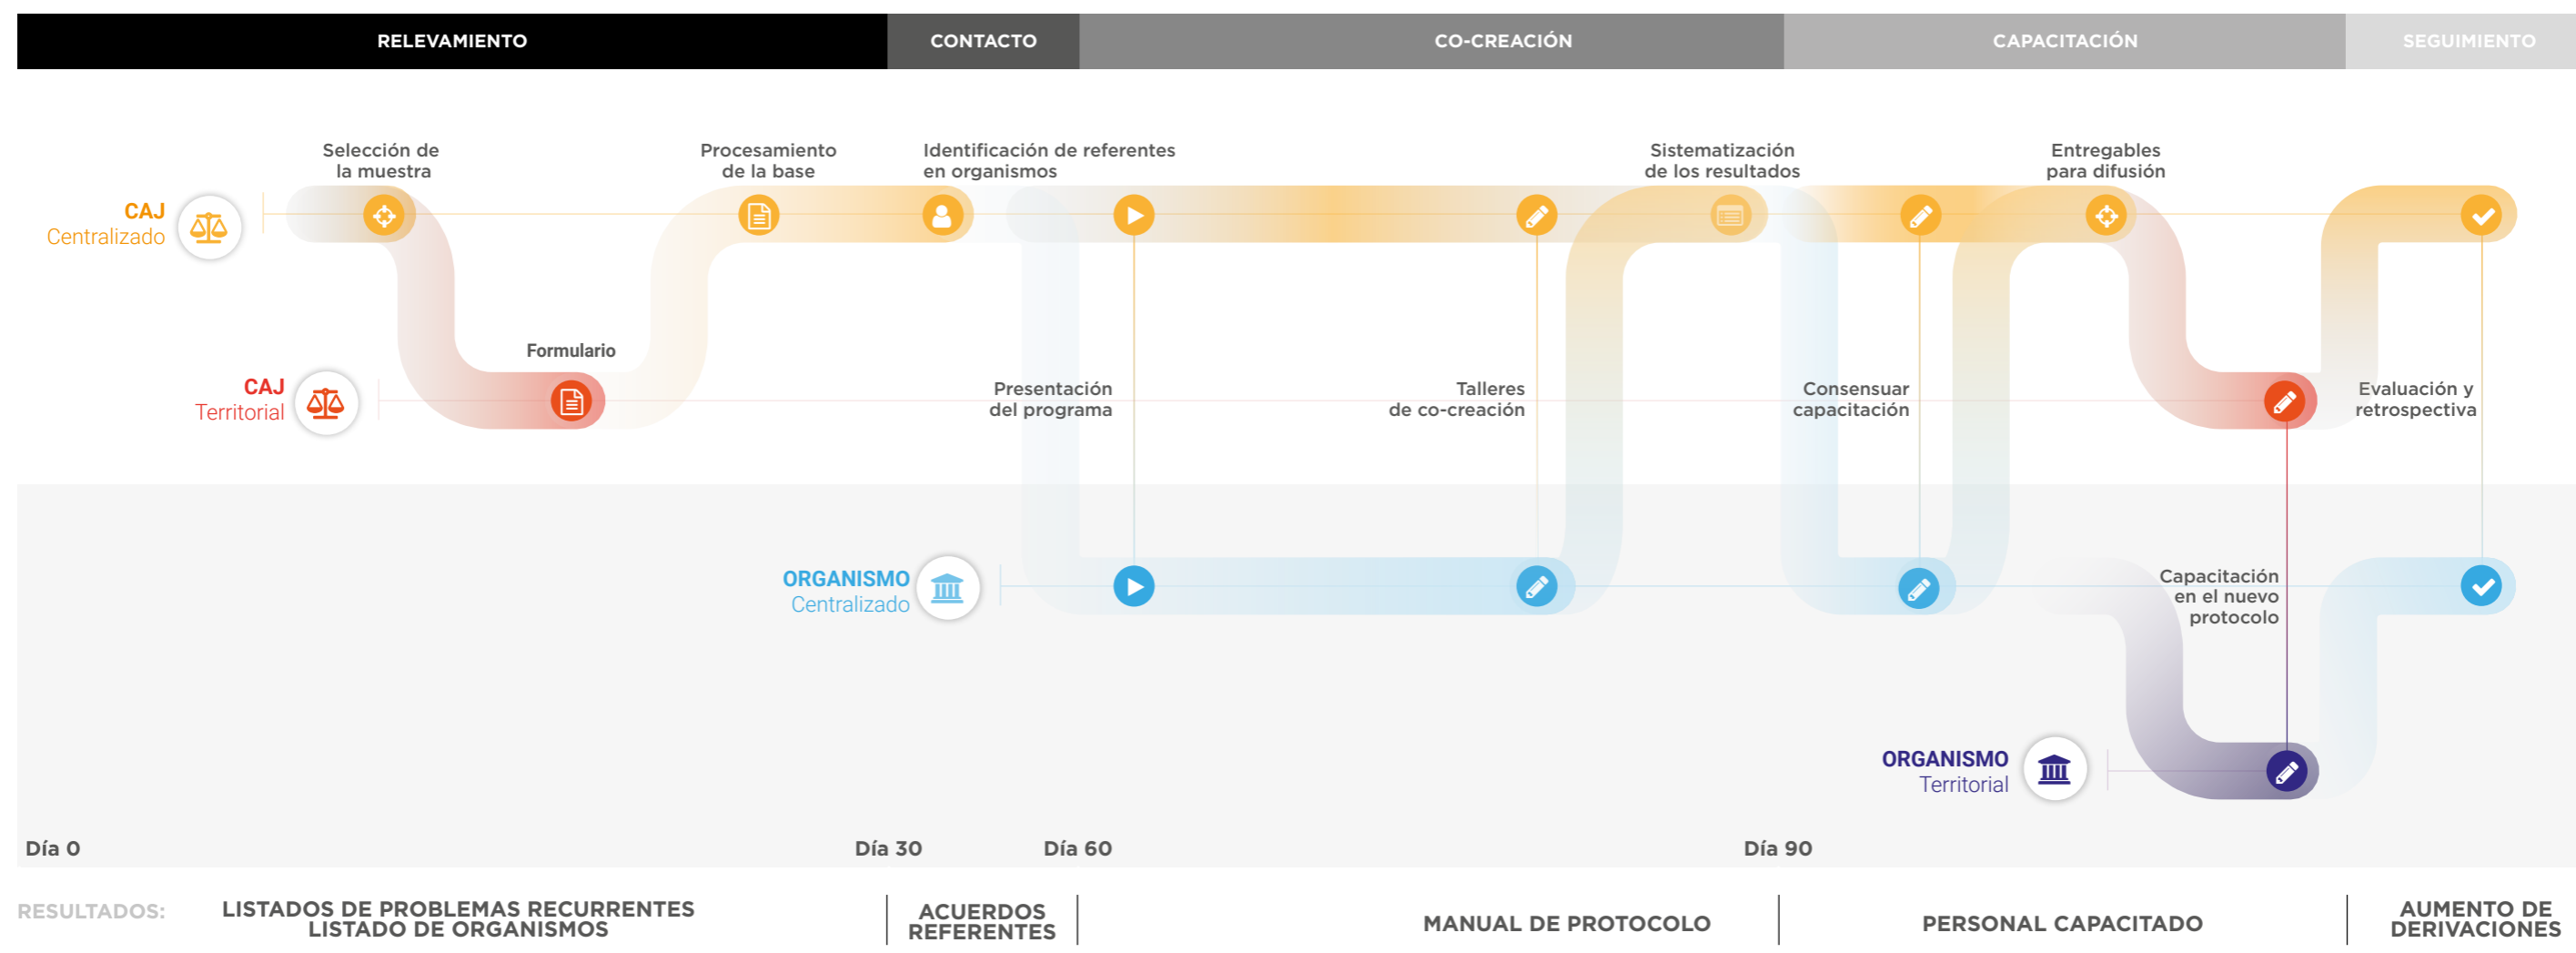 RELEVAMIENTO
CONTACTO
CO-CREACIÓN
CAPACITACIÓN
SEGUIMIENTO
Selección de
la muestra
Procesamiento
de la base
Identificación de referentes
en organismos
Sistematización
de los resultados
Entregables
para difusión
CAJ
Centralizado
Formulario
CAJ
Territorial
Presentación
del programa
Talleres
de co-creación
Consensuar
capacitación
Evaluación y
retrospectiva
ORGANISMO
Centralizado
Capacitación
en el nuevo
protocolo
ORGANISMO
Territorial
Día 0
Día 30
Día 60
Día 90
RESULTADOS:
LISTADOS DE PROBLEMAS RECURRENTES
LISTADO DE ORGANISMOS
ACUERDOS
REFERENTES
MANUAL DE PROTOCOLO
PERSONAL CAPACITADO
AUMENTO DE
DERIVACIONES